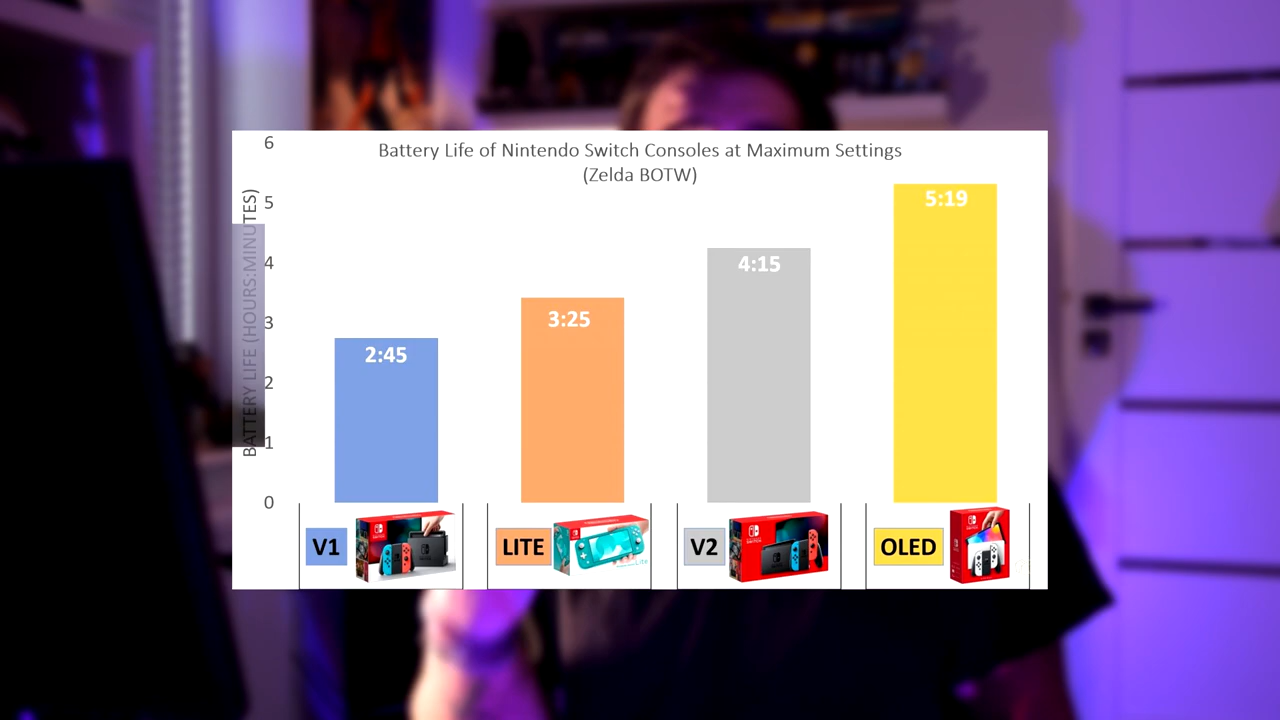 Battery Life of Nintendo Switch Consoles at Maximum Settings
(Zelda BOTW)
BATTERY LIFE (HOURS:MINUTES)
6
5
4
3
2
1
0
2:45
3:25
4:15
5:19
V1
LITE
V2
OLED